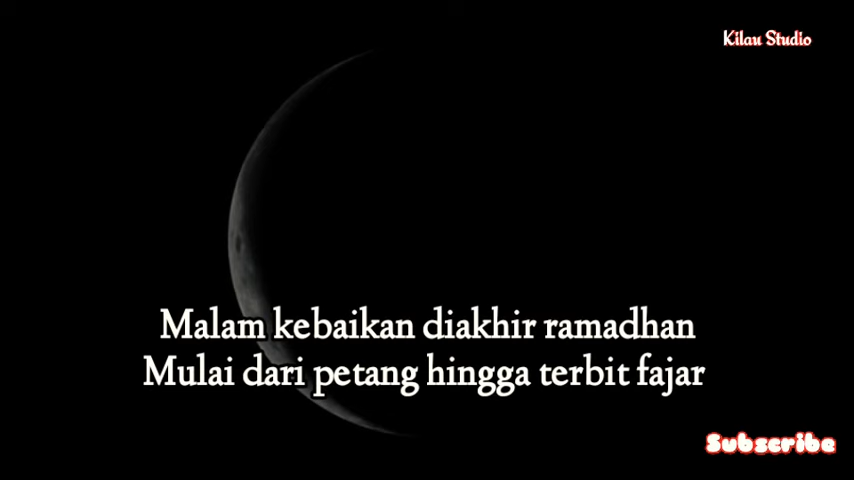 Kilau Studio
Malam kebaikan diakhir ramadhan
Mulai dari petang hingga terbit fajar
Subscribe